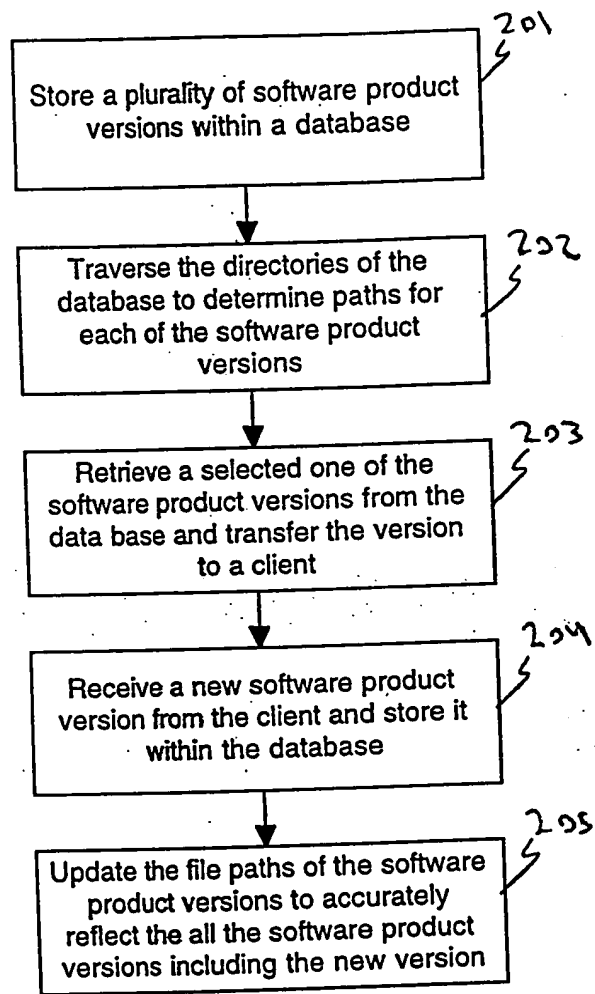 201
Store a plurality of software product
versions within a database
202
Traverse the directories of the
database to determine paths for
each of the software product
versions
203
Retrieve a selected one of the
software product versions from the
data base and transfer the version
to a client
204
Receive a new software product
version from the client and store it
within the database
205
Update the file paths of the software
product versions to accurately
reflect the all the software product
versions including the new version